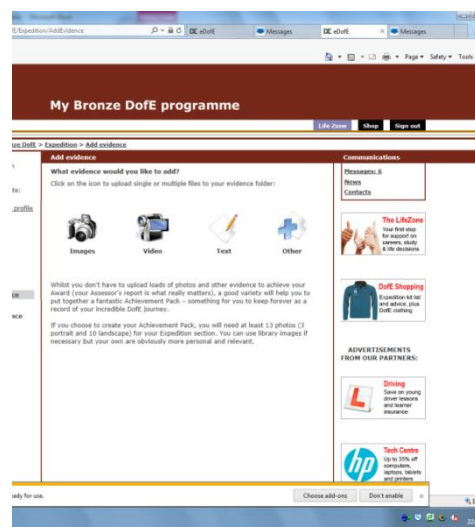 E/Expedition/AddEvidence
DE eDofE
Messages
DE eDofE
Messages
Page
Safety
Tools
My Bronze DofE programme
Life Zone
Shop
Sign out
DofE > Expedition > Add evidence
Add evidence
What evidence would you like to add?
Click on the icon to upload single or multiple files to your evidence folder:
Images
Video
Text
Other
Whilst you don't have to upload loads of photos and other evidence to achieve your
Award (your Assessor's report is what really matters), a good variety will help you to
put together a fantastic Achievement Pack – something for you to keep forever as a
record of your incredible DofE journey.
If you choose to create your Achievement Pack, you will need at least 13 photos (3
portrait and 10 landscape) for your Expedition section. You can use library images if
necessary but your own are obviously more personal and relevant.
profile
Communications
Messages: 6
News
Contacts
The LifeZone
Your first stop
for support on
careers, study
& life decisions
DofE Shopping
Expedition kit list
and advice, plus
DofE clothing
ADVERTISEMENTS
FROM OUR PARTNERS:
Driving
Save on young
driver lessons
and learner
insurance
L
Tech Centre
Up to 35% off
computers,
laptops, tablets
and printers
hp
ady for use.
Choose add-ons
Don't enable